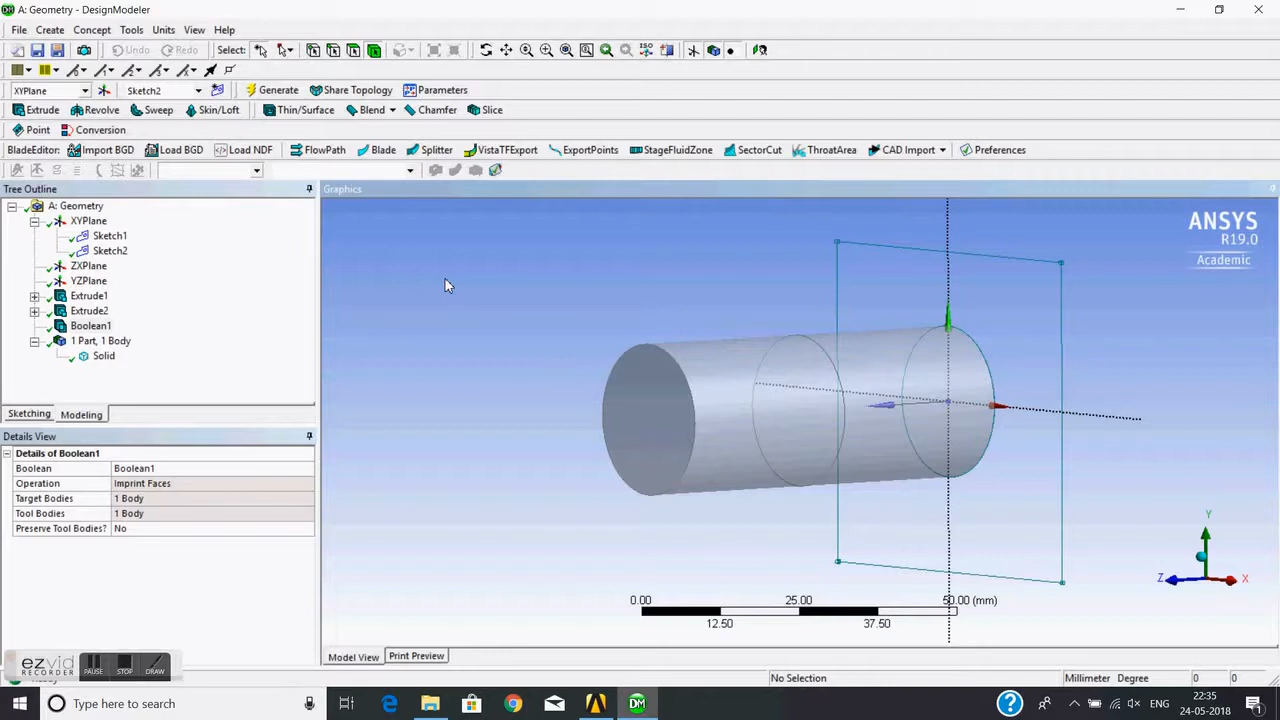 A: Geometry - DesignModeler
File Create Concept Tools Units View Help
Undo Redo Select:
XYPlane Sketch2 Generate Share Topology Parameters
Extrude Revolve Sweep Skin/Loft Thin/Surface Blend Chamfer Slice
Point Conversion
BladeEditor: Import BGD Load BGD Load NDF FlowPath Blade Splitter VistaTFExport ExportPoints StageFluidZone SectorCut ThroatArea CAD Import Preferences
Tree Outline
Graphics
A: Geometry
XYPlane
Sketch1
Sketch2
ZXPlane
YZPlane
Extrude1
Extrude2
Boolean1
1 Part, 1 Body
Solid
ANSYS
R19.0
Academic
Sketching Modeling
Details View
Details of Boolean1
Boolean Boolean1
Operation Imprint Faces
Target Bodies 1 Body
Tool Bodies 1 Body
Preserve Tool Bodies? No
Y
Z X
0.00 25.00 50.00 (mm)
12.50 37.50
Model View Print Preview
ezvid
RECORDER
PAUSE STOP DRAW
No Selection Millimeter Degree 0 0
Type here to search
ENG
22:35
24-05-2018